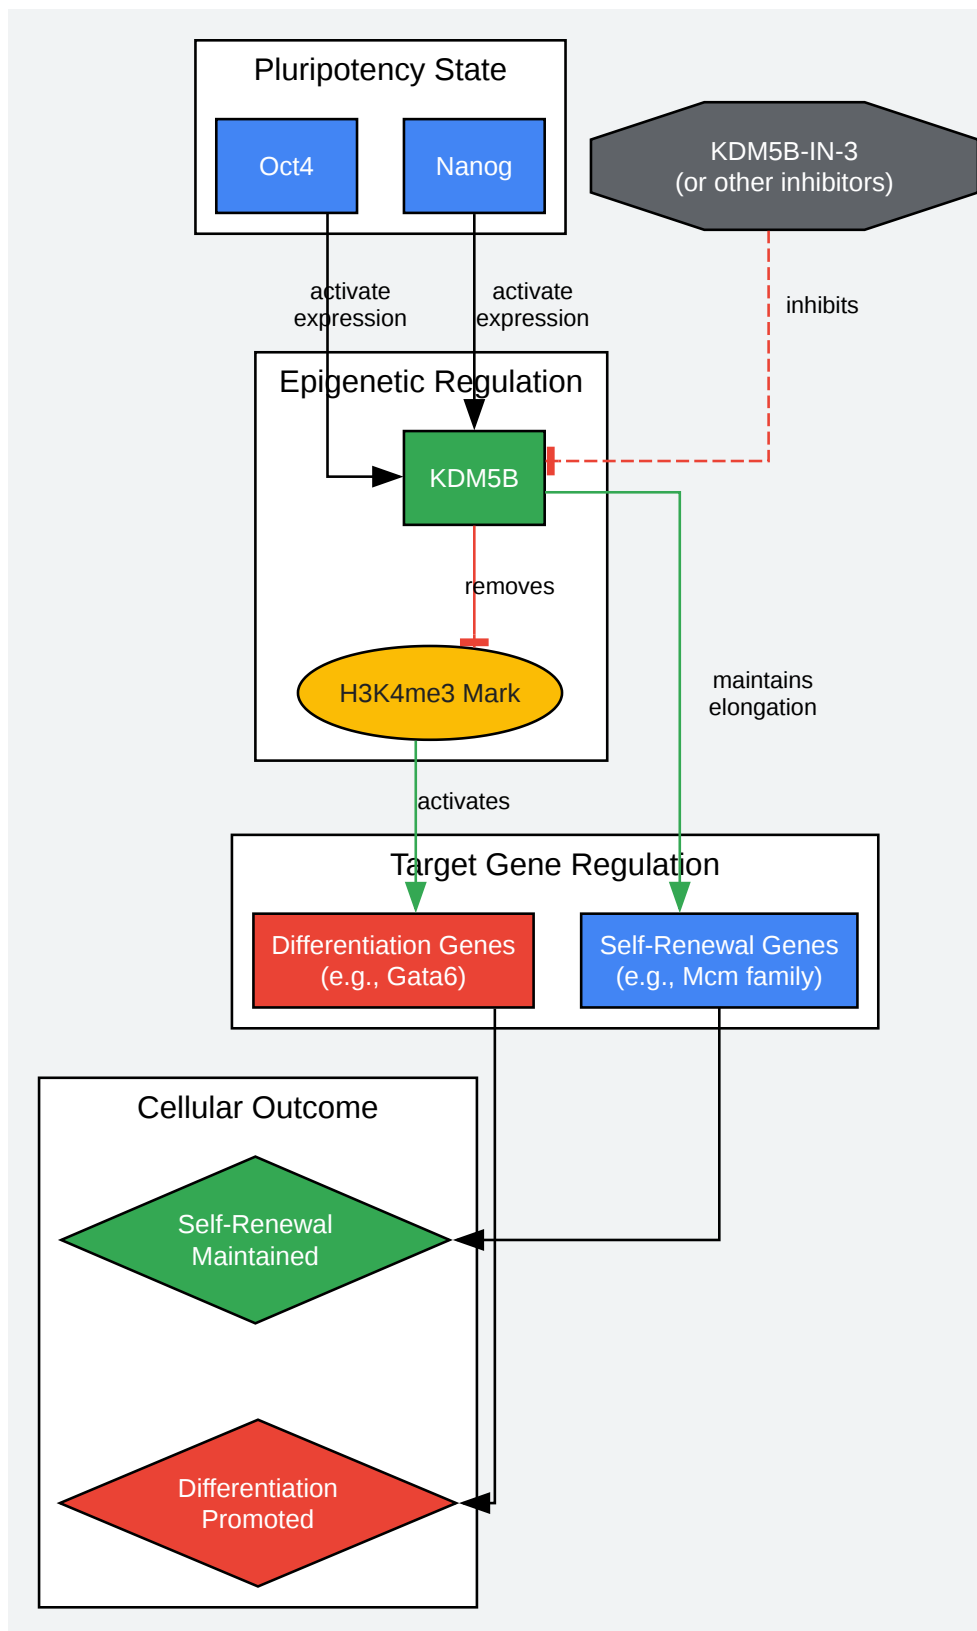 Pluripotency State
Oct4
Nanog
KDM5B-IN-3
(or other inhibitors)
activate
expression
activate
expression
inhibits
Epigenetic Regulation
KDM5B
removes
H3K4me3 Mark
maintains
elongation
activates
Target Gene Regulation
Differentiation Genes
(e.g., Gata6)
Self-Renewal Genes
(e.g., Mcm family)
Cellular Outcome
Self-Renewal
Maintained
Differentiation
Promoted